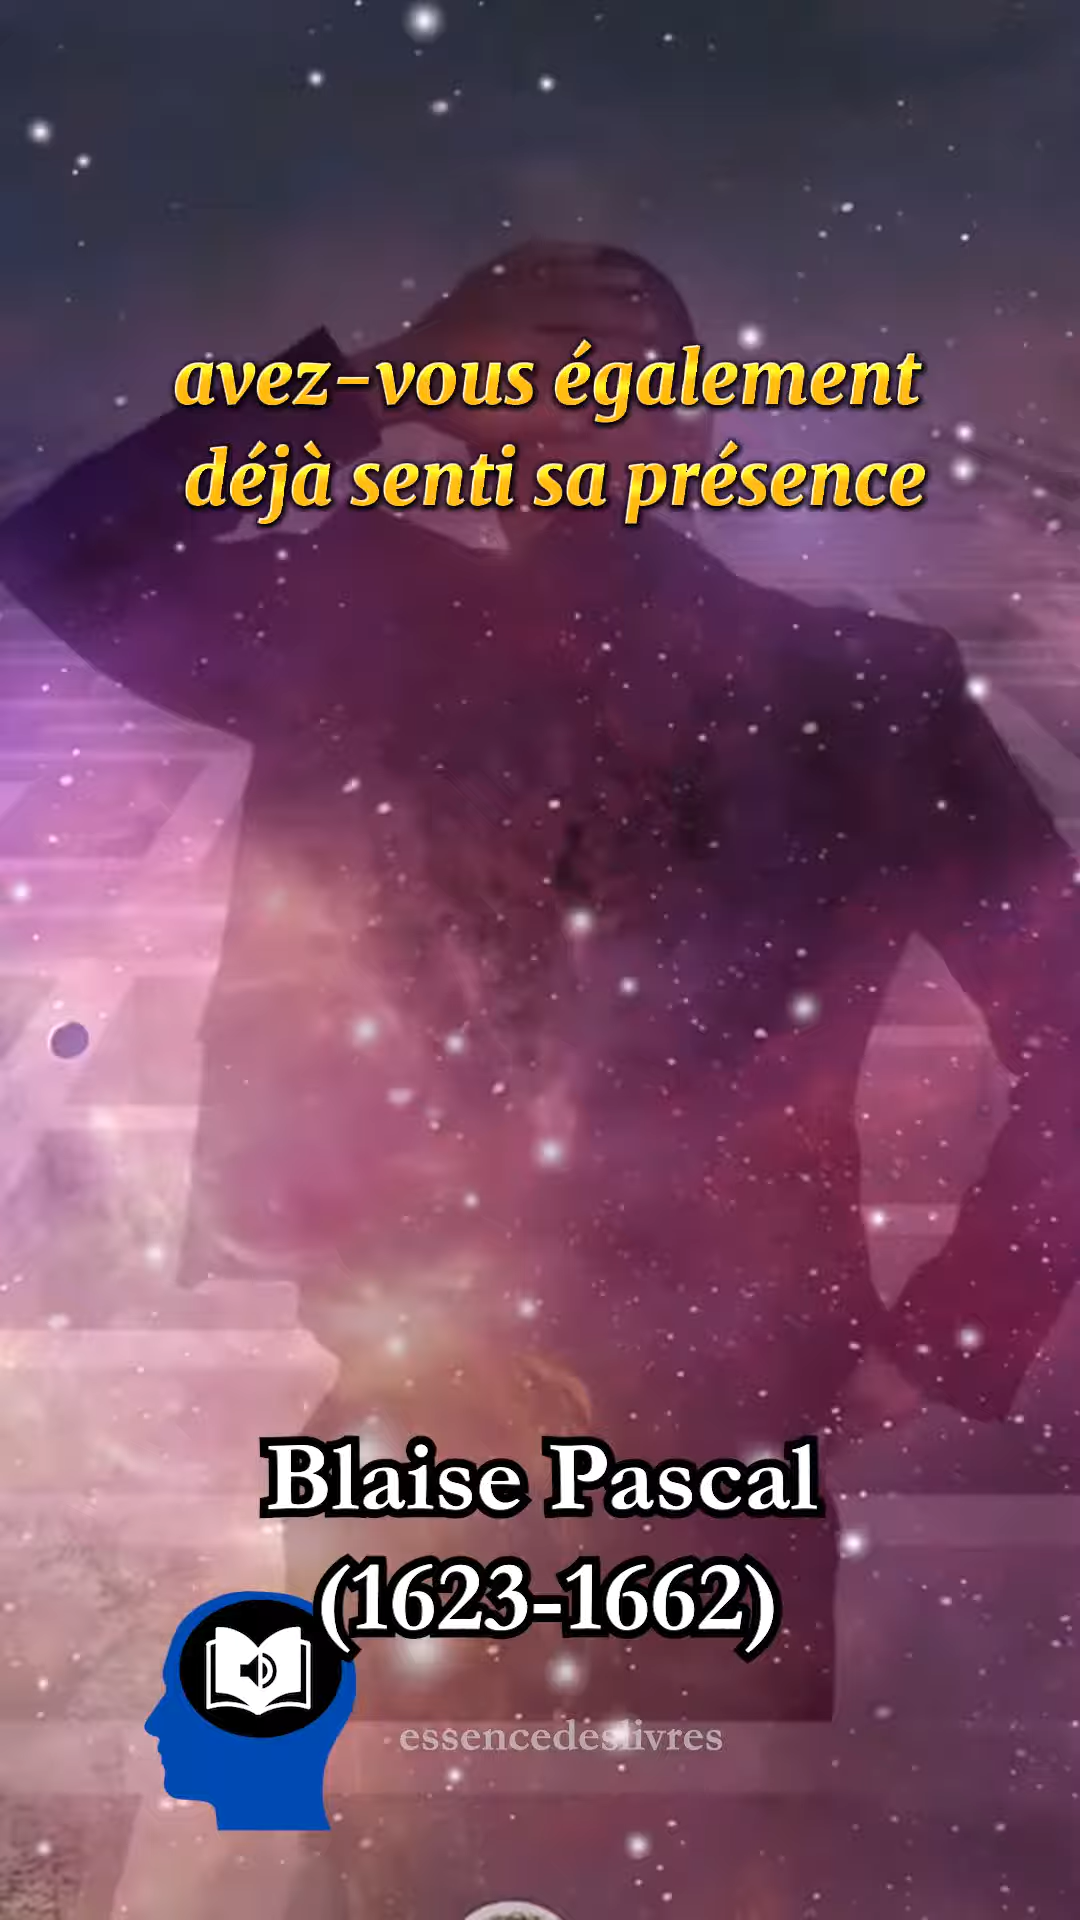 avez-vous également
déjà senti sa présence
Blaise Pascal
(1623-1662)
essencedeslivres